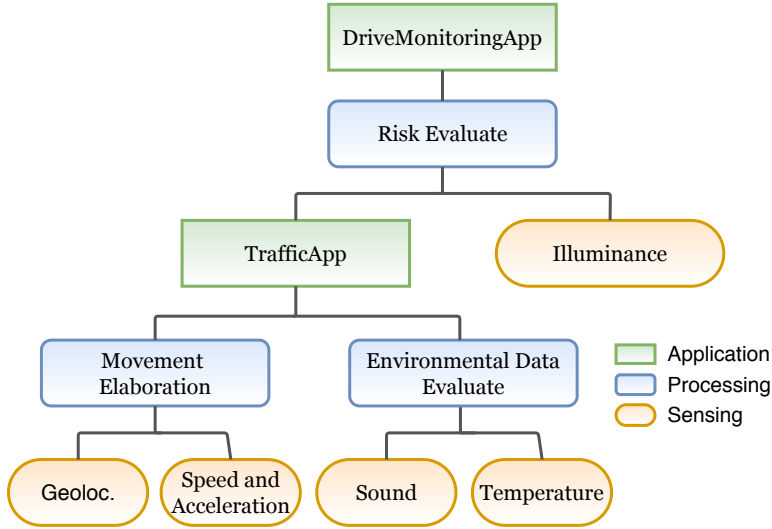 DriveMonitoringApp
Risk Evaluate
TrafficApp
Illuminance
Movement
Elaboration
Environmental Data
Evaluate
Application
Processing
Sensing
Geoloc.
Speed and
Acceleration
Sound
Temperature